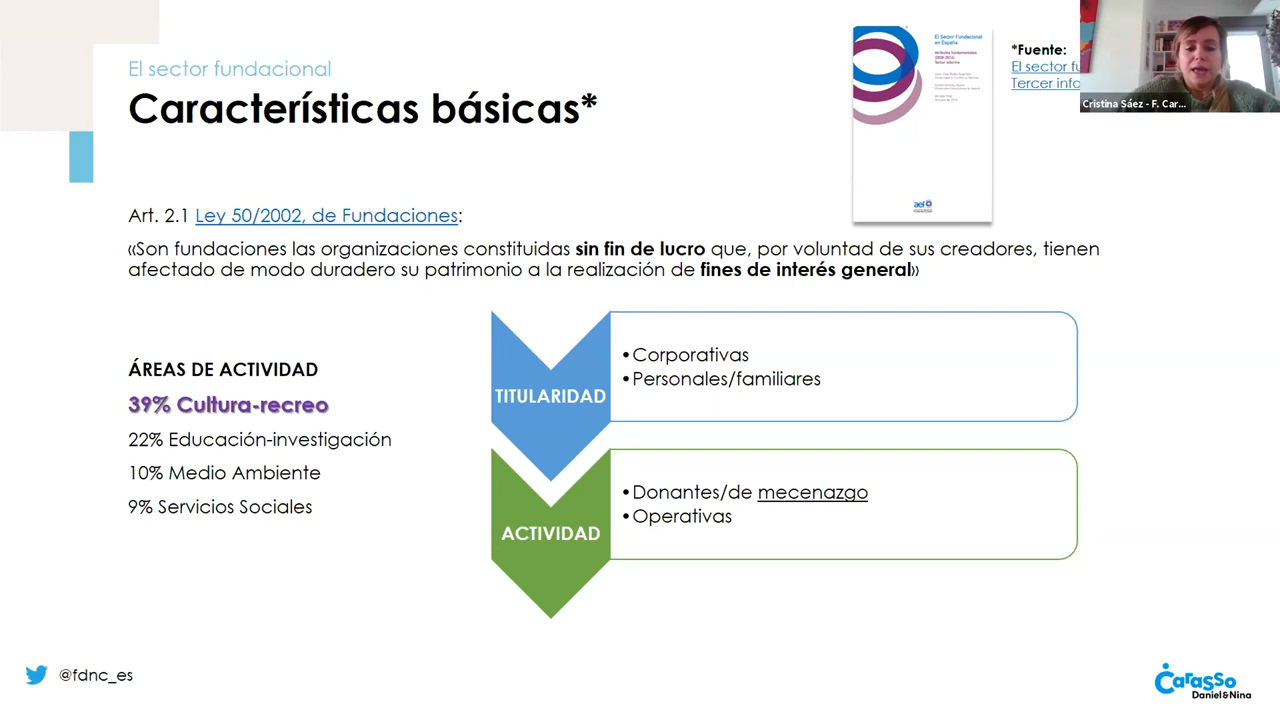 El sector fundacional
Características básicas*
El Sector Fundacional
en España
*Fuente:
El sector
Tercer info
Cristina Sáez - F. Car...
Art. 2.1 Ley 50/2002, de Fundaciones:
«Son fundaciones las organizaciones constituidas sin fin de lucro que, por voluntad de sus creadores, tienen
afectado de modo duradero su patrimonio a la realización de fines de interés general»
ÁREAS DE ACTIVIDAD
39% Cultura-recreo
22% Educación-investigación
10% Medio Ambiente
9% Servicios Sociales
TITULARIDAD
•Corporativas
•Personales/familiares
ACTIVIDAD
•Donantes/de mecenazgo
•Operativas
@fdnc_es
Carasso
Daniel&Nina